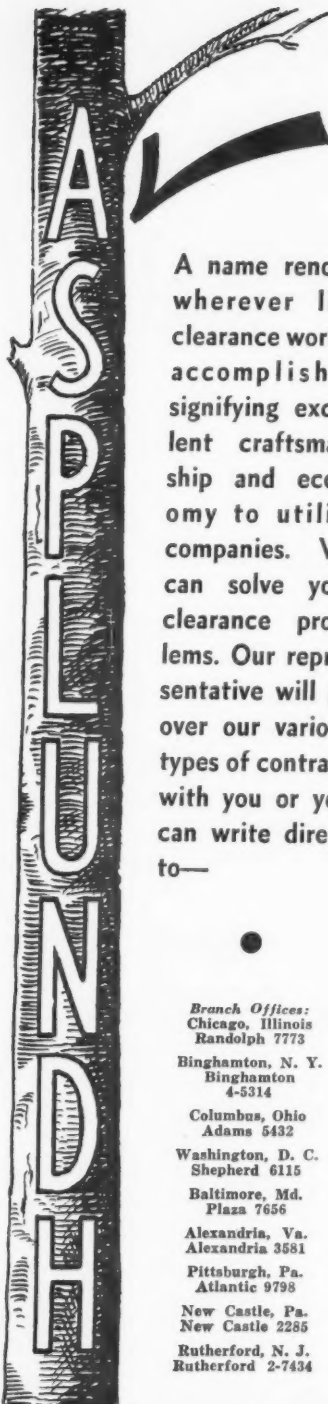 ASPLUNDH
A name reno
wherever l
clearance wor
accomplish
signifying exc
lent craftsma
ship and eco
omy to utili
companies.
can solve yo
clearance pro
lems. Our repr
sentative will
over our vario
types of contra
with you or yo
can write dire
to—
Branch Offices:
Chicago, Illinois
Randolph 7773
Binghamton, N. Y.
Binghamton
4-5314
Columbus, Ohio
Adams 5432
Washington, D. C.
Shepherd 6115
Baltimore, Md.
Plaza 7656
Alexandria, Va.
Alexandria 3581
Pittsburgh, Pa.
Atlantic 9798
New Castle, Pa.
New Castle 2285
Rutherford, N. J.
Rutherford 2-7434